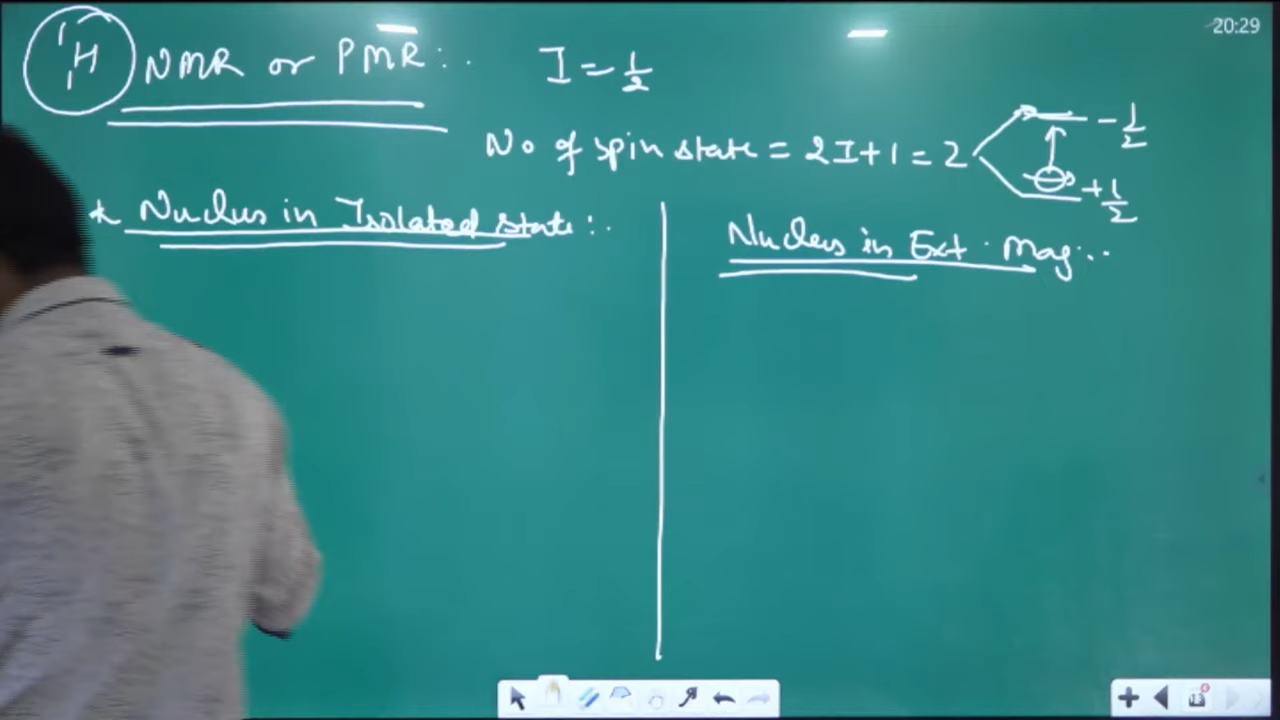 20:29
¹₁H NMR or PMR:. I = 1/2
No of spin state = 2I+1 = 2 -1/2 +1/2
* Nucleus in Isolated state:.
Nucleus in Ext. Mag:..